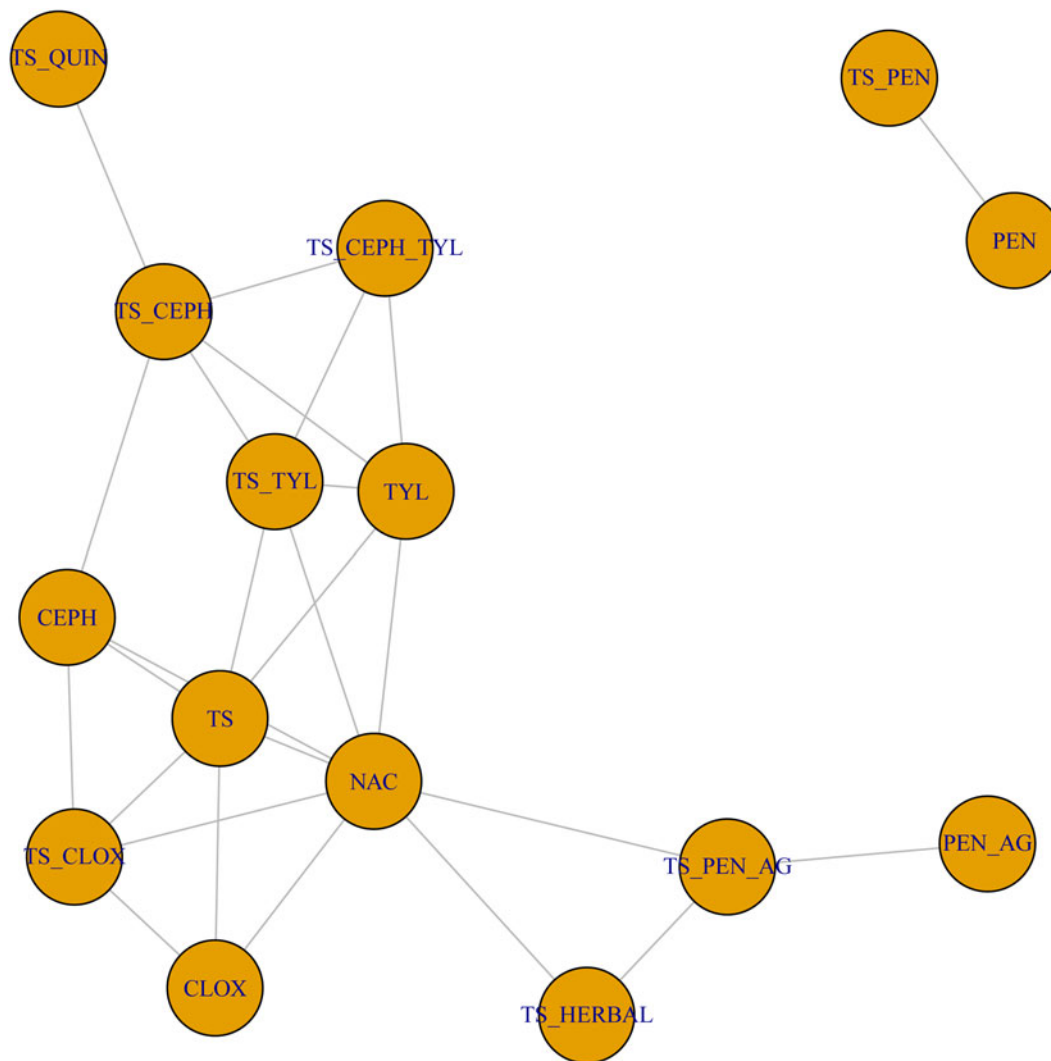 TS_QUIN
TS_PEN
PEN
TS_CEPH_TYL
TS_CEPH
TS_TYL
TYL
CEPH
TS
NAC
TS_CLOX
TS_PEN_AG
PEN_AG
CLOX
TS_HERBAL